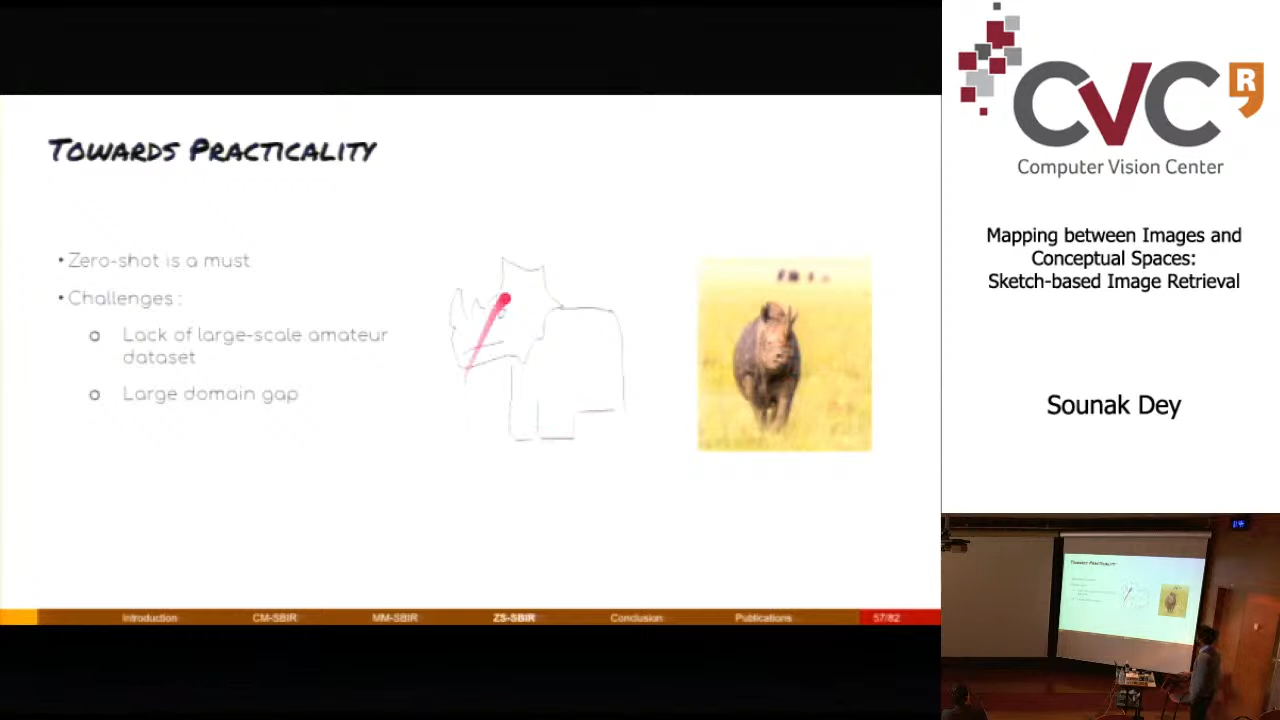 TOWARDS PRACTICALITY
• Zero-shot is a must
• Challenges :
o Lack of large-scale amateur
dataset
o Large domain gap
Introduction CM-SBIR MM-SBIR ZS-SBIR Conclusion Publications 57/82
CVC R
Computer Vision Center
Mapping between Images and
Conceptual Spaces:
Sketch-based Image Retrieval
Sounak Dey
TOWARDS PRACTICALITY